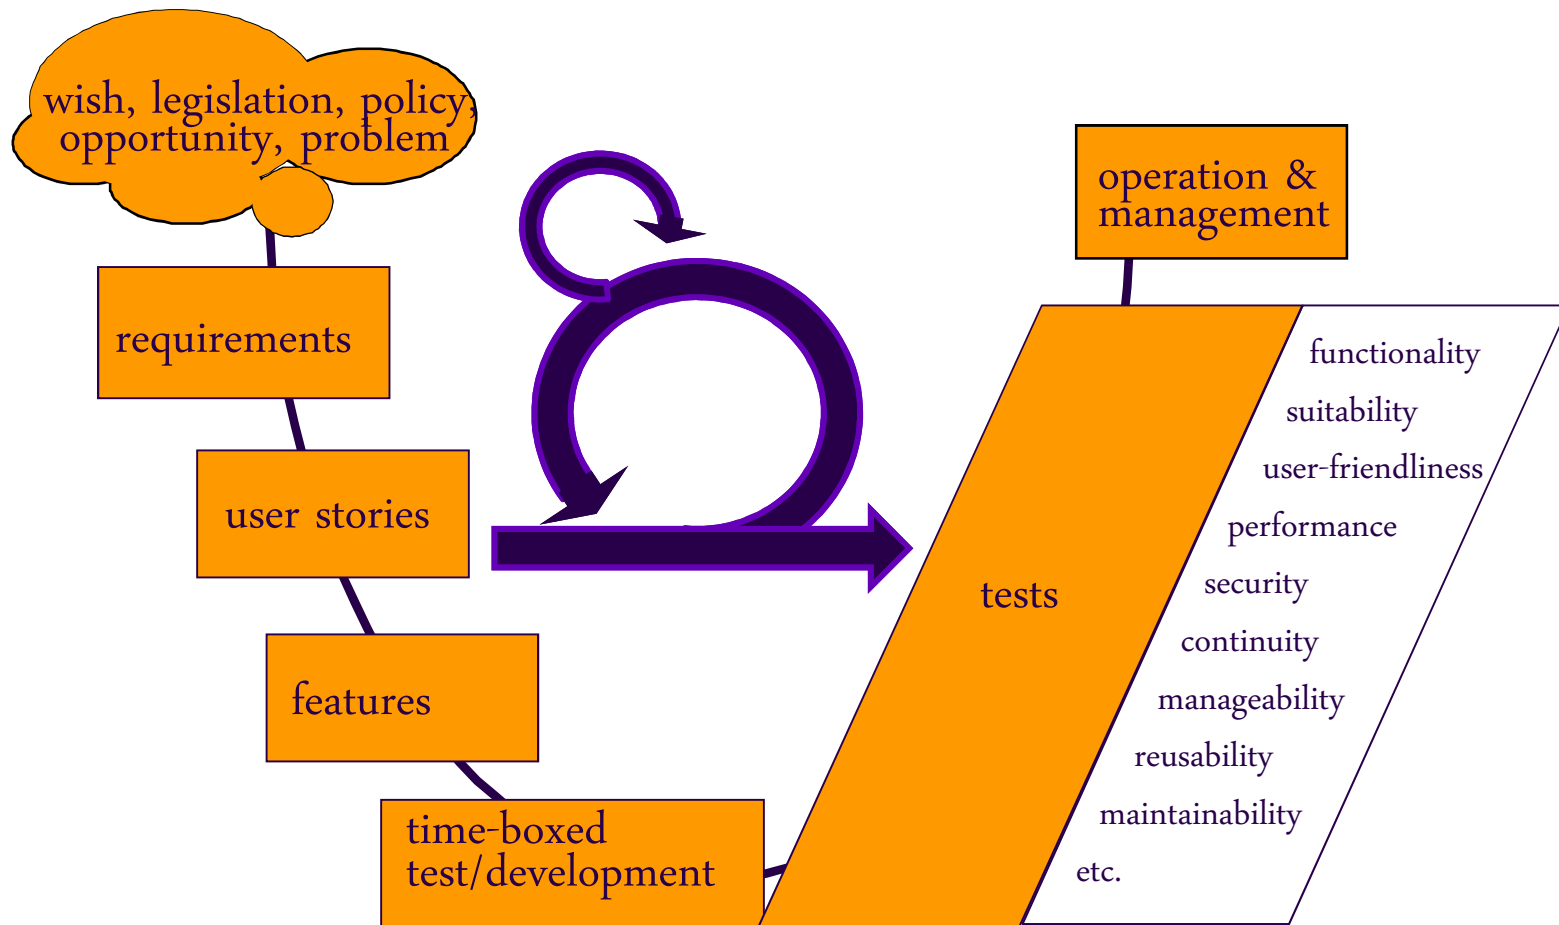 wish, legislation, policy,
opportunity, problem
requirements
user stories
features
time-boxed
test/development
operation &
management
tests
functionality
suitability
user-friendliness
performance
security
continuity
manageability
reusability
maintainability
etc.